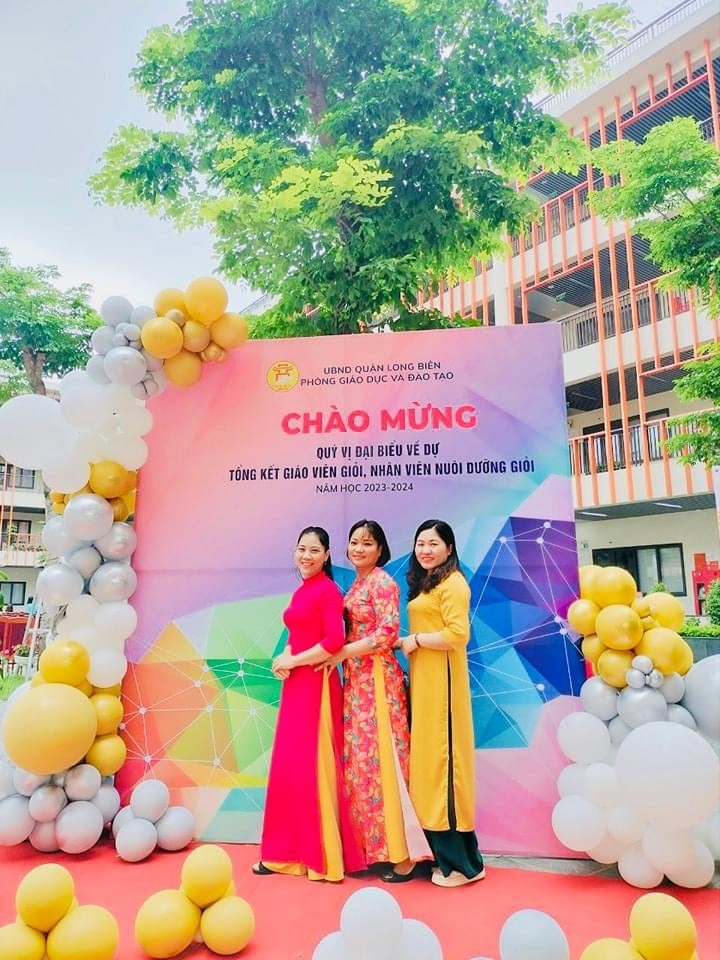 UBND QUẬN LONG BIÊN
PHÒNG GIÁO DỤC VÀ ĐÀO TẠO
CHÀO MỪNG
QUÝ VỊ ĐẠI BIỂU VỀ DỰ
TỔNG KẾT GIÁO VIÊN GIỎI, NHÂN VIÊN NUÔI DƯỠNG GIỎI
NĂM HỌC 2023-2024